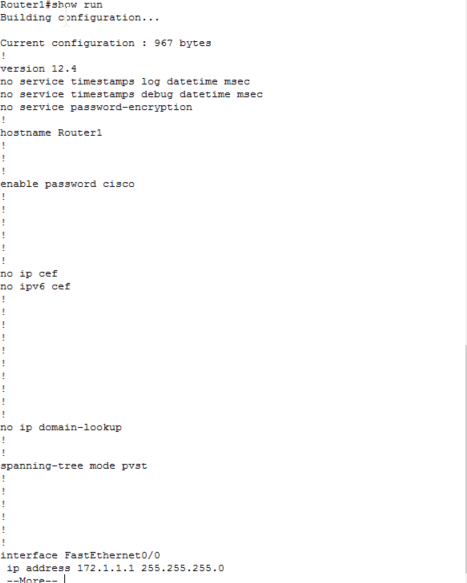 Router1#show run
Building configuration...
Current configuration : 967 bytes
!
version 12.4
no service timestamps log datetime msec
no service timestamps debug datetime msec
no service password-encryption
!
hostname Router1
!
!
!
enable password cisco
!
!
!
!
!
!
no ip cef
no ipv6 cef
!
!
!
!
!
!
!
!
!
!
no ip domain-lookup
!
!
spanning-tree mode pvst
!
!
!
!
!
!
interface FastEthernet0/0
ip address 172.1.1.1 255.255.255.0
--More--